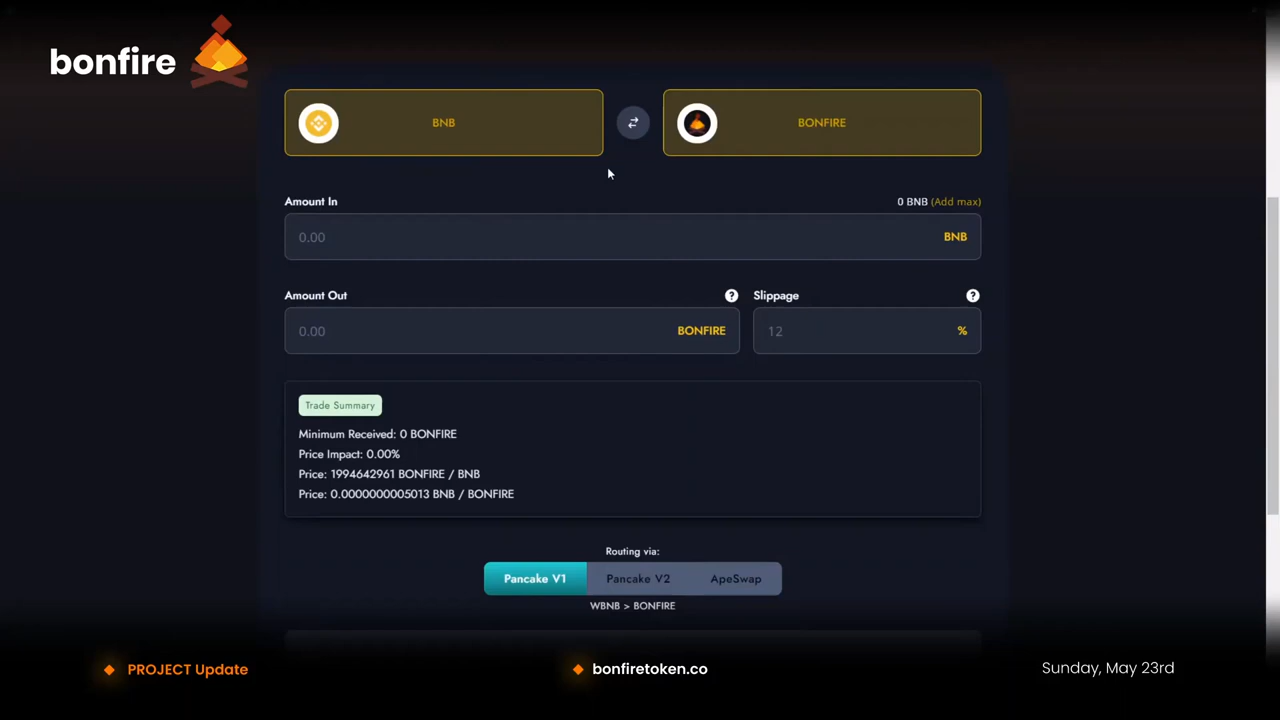 bonfire
BNB
BONFIRE
Amount In
0 BNB (Add max)
0.00
BNB
Amount Out
?
Slippage
?
0.00
BONFIRE
12
%
Trade Summary
Minimum Received: 0 BONFIRE
Price Impact: 0.00%
Price: 1994642961 BONFIRE / BNB
Price: 0.0000000005013 BNB / BONFIRE
Routing via:
Pancake V1
Pancake V2
ApeSwap
WBNB > BONFIRE
PROJECT Update
bonfiretoken.co
Sunday, May 23rd